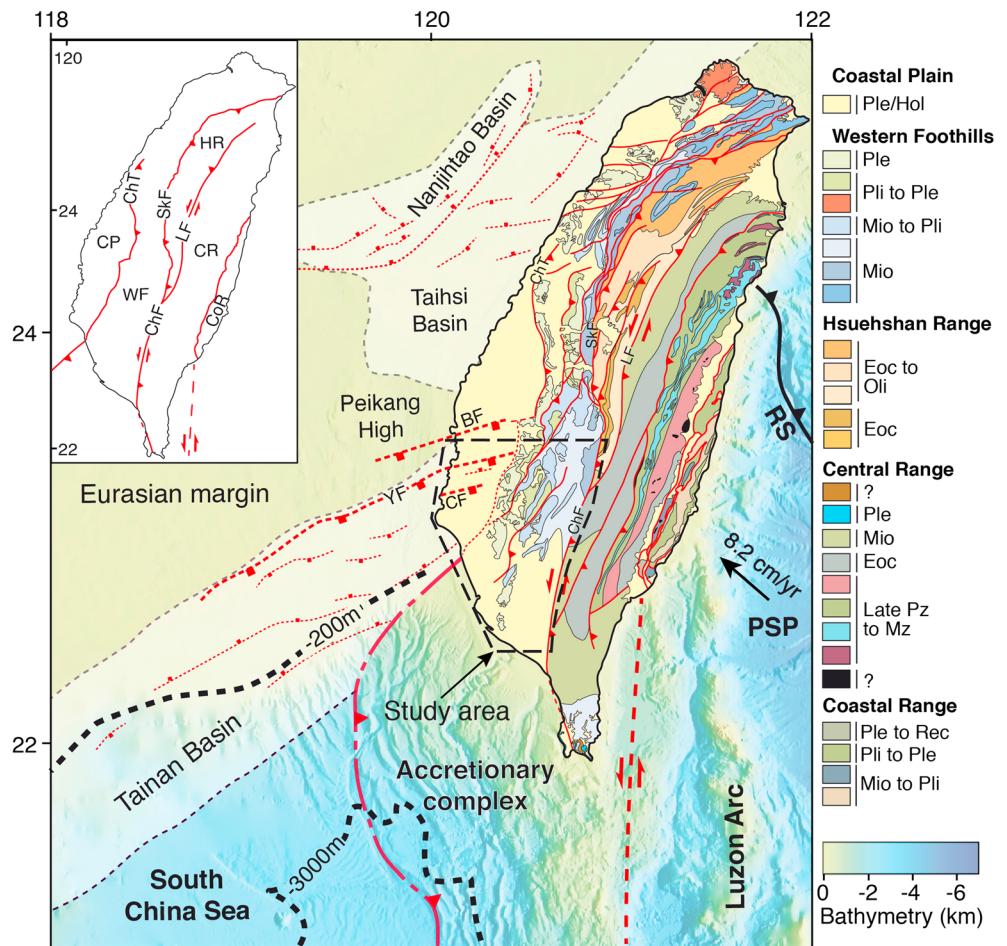 118
120
122
120
24
22
HR
ChT
SkF
LF
CP
CR
WF
ChF
CoR
24
22
Nanjihtao Basin
Taihsi
Basin
Peikang
High
Eurasian margin
BF
YF
CF
ChT
SkF
LF
ChF
RS
8.2 cm/yr
PSP
-200m
Study area
Tainan Basin
Accretionary
complex
-3000m
South
China Sea
Luzon Arc
Coastal Plain
Ple/Hol
Western Foothills
Ple
Pli to Ple
Mio to Pli
Mio
Hsuehshan Range
Eoc to
Oli
Eoc
Central Range
?
Ple
Mio
Eoc
Late Pz
to Mz
?
Coastal Range
Ple to Rec
Pli to Ple
Mio to Pli
0 -2 -4 -6
Bathymetry (km)